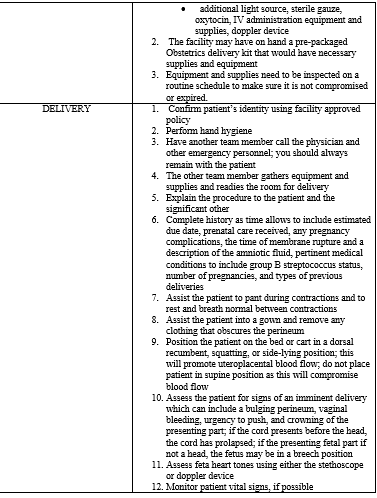 • additional light source, sterile gauze,
oxytocin, IV administration equipment and
supplies, doppler device
2. The facility may have on hand a pre-packaged
Obstetrics delivery kit that would have necessary
supplies and equipment
3. Equipment and supplies need to be inspected on a
routine schedule to make sure it is not compromised
or expired.
DELIVERY
1. Confirm patient's identity using facility approved
policy
2. Perform hand hygiene
3. Have another team member call the physician and
other emergency personnel; you should always
remain with the patient
4. The other team member gathers equipment and
supplies and readies the room for delivery
5. Explain the procedure to the patient and the
significant other
6. Complete history as time allows to include estimated
due date, prenatal care received, any pregnancy
complications, the time of membrane rupture and a
description of the amniotic fluid, pertinent medical
conditions to include group B streptococcus status,
number of pregnancies, and types of previous
deliveries
7. Assist the patient to pant during contractions and to
rest and breath normal between contractions
8. Assist the patient into a gown and remove any
clothing that obscures the perineum
9. Position the patient on the bed or cart in a dorsal
recumbent, squatting, or side-lying position; this
will promote uteroplacental blood flow; do not place
patient in supine position as this will compromise
blood flow
10. Assess the patient for signs of an imminent delivery
which can include a bulging perineum, vaginal
bleeding, urgency to push, and crowning of the
presenting part; if the cord presents before the head,
the cord has prolapsed; if the presenting fetal part if
not a head, the fetus may be in a breech position
11. Assess feta heart tones using either the stethoscope
or doppler device
12. Monitor patient vital signs, if possible